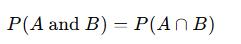 P(A and B) = P(A ∩ B)